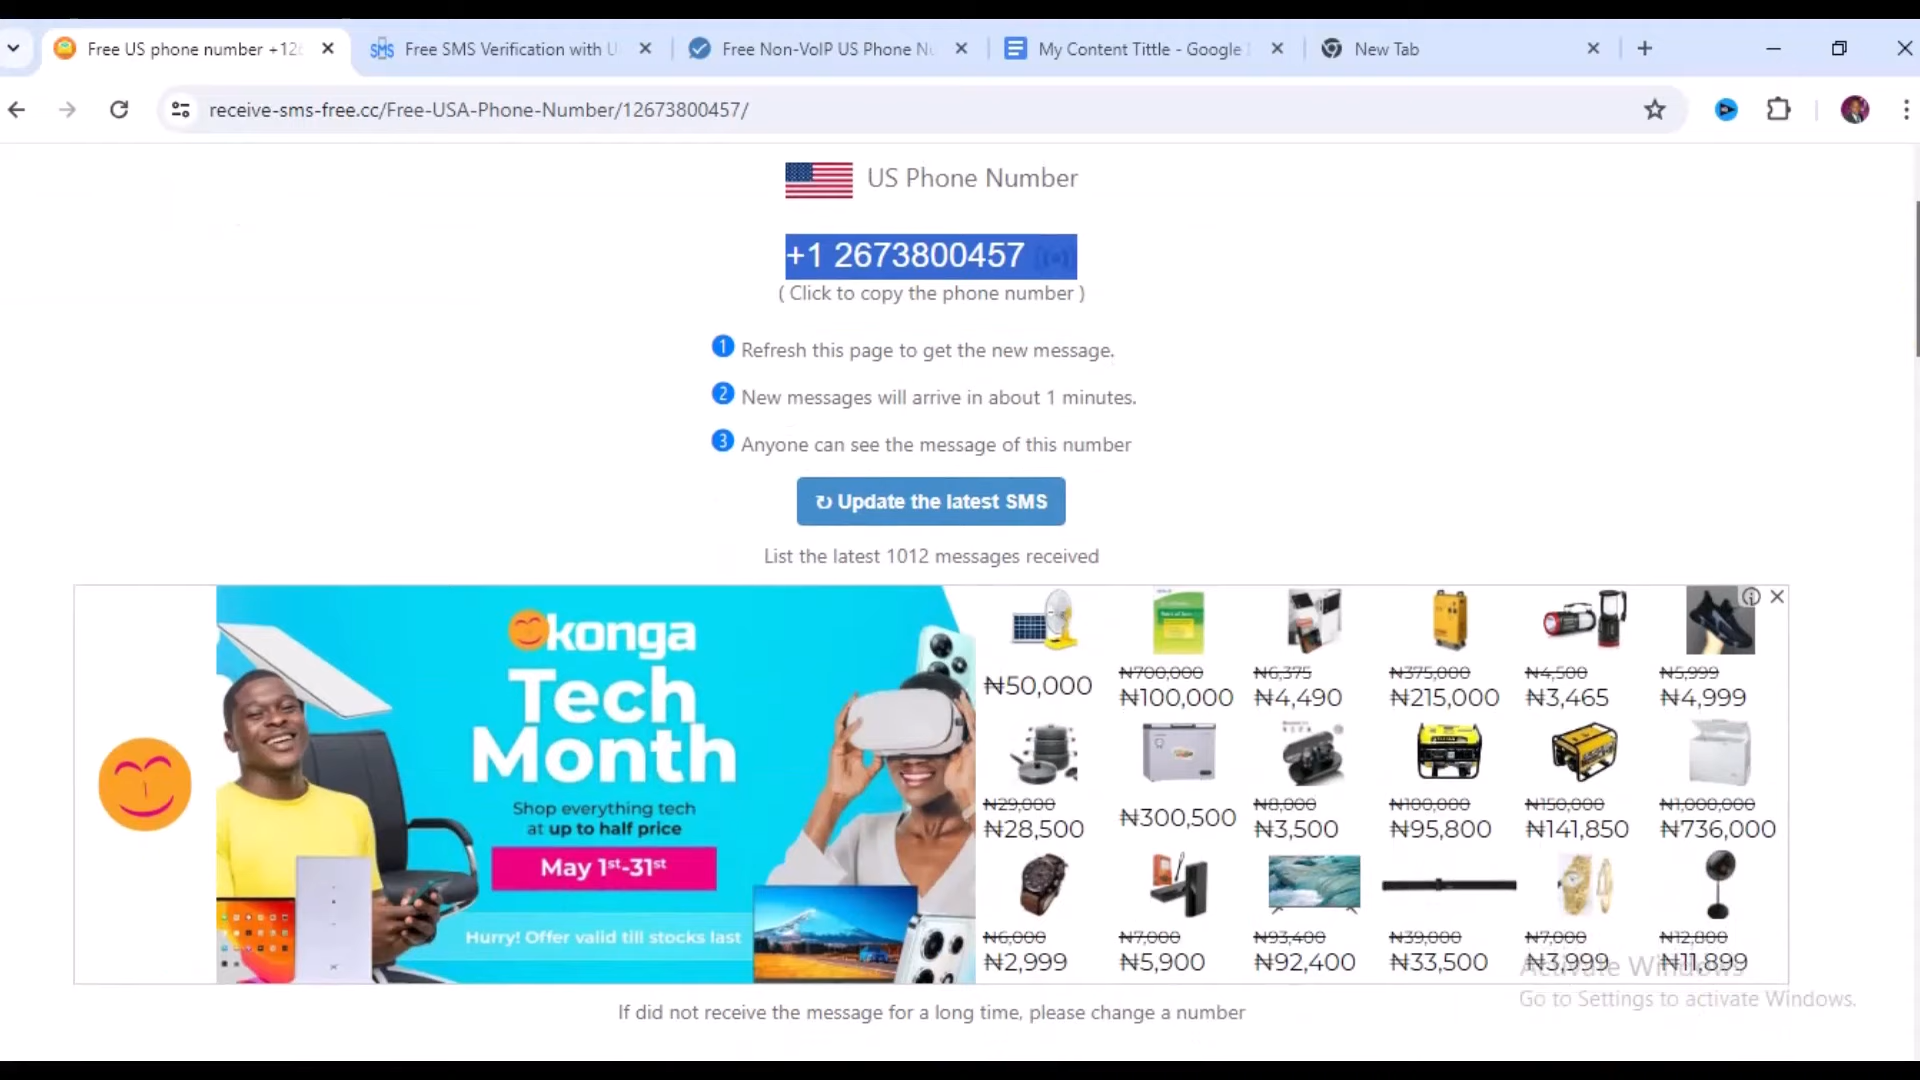 Free US phone number +12
Free SMS Verification with U
Free Non-VoIP US Phone Nu
My Content Tittle - Google
New Tab
receive-sms-free.cc/Free-USA-Phone-Number/12673800457/
US Phone Number
+1 2673800457
( Click to copy the phone number )
1 Refresh this page to get the new message.
2 New messages will arrive in about 1 minutes.
3 Anyone can see the message of this number
↻ Update the latest SMS
List the latest 1012 messages received
konga
Tech
Month
Shop everything tech
at up to half price
May 1st-31st
Hurry! Offer valid till stocks last
₦50,000
₦700,000
₦100,000
₦6,375
₦4,490
₦375,000
₦215,000
₦4,500
₦3,465
₦5,999
₦4,999
₦29,000
₦28,500
₦300,500
₦8,000
₦3,500
₦100,000
₦95,800
₦150,000
₦141,850
₦1,000,000
₦736,000
₦6,000
₦2,999
₦7,000
₦5,900
₦93,400
₦92,400
₦39,000
₦33,500
₦7,000
₦3,999
₦12,800
₦11,899
Activate Windows
Go to Settings to activate Windows.
If did not receive the message for a long time, please change a number